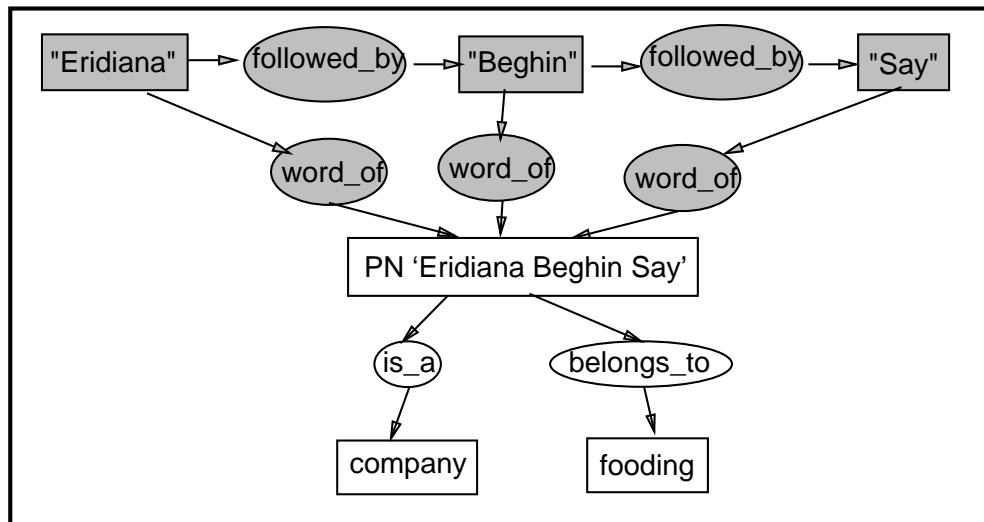 "Eridiana" followed_by "Beghin" followed_by "Say"
word_of word_of word_of
PN ‘Eridiana Beghin Say’
is_a belongs_to
company fooding